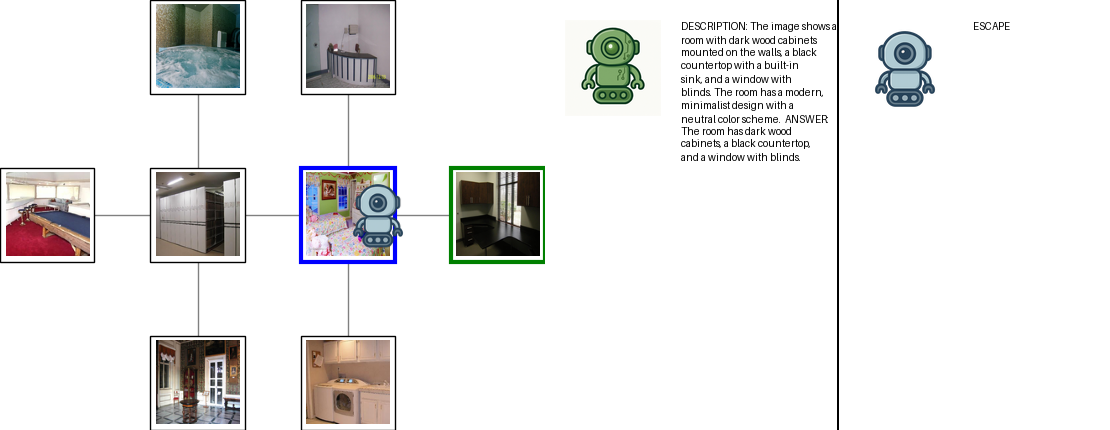 DESCRIPTION: The image shows a
room with dark wood cabinets
mounted on the walls, a black
countertop with a built-in
sink, and a window with
blinds. The room has a modern,
minimalist design with a
neutral color scheme. ANSWER:
The room has dark wood
cabinets, a black countertop,
and a window with blinds.
ESCAPE